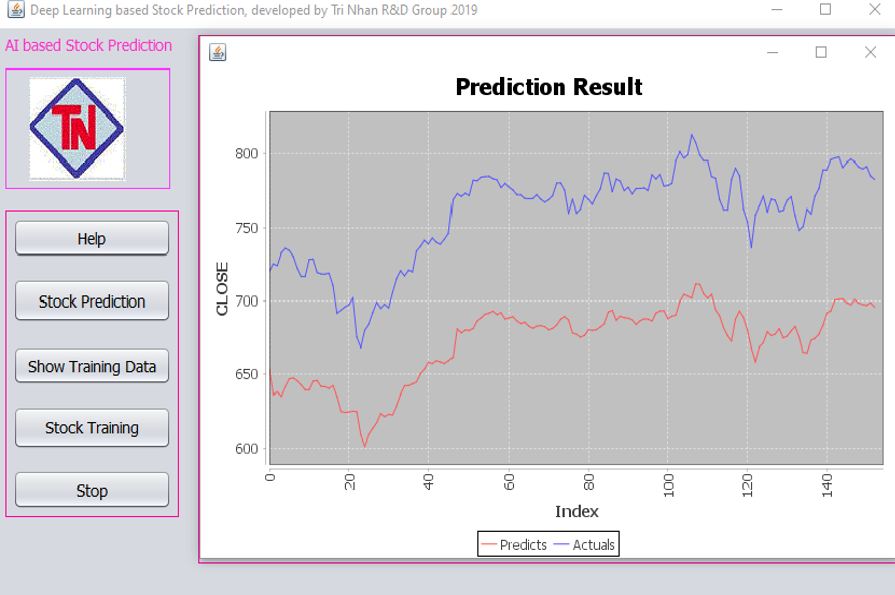 Deep Learning based Stock Prediction, developed by Tri Nhan R&D Group 2019
AI based Stock Prediction
TN
Help
Stock Prediction
Show Training Data
Stock Training
Stop
Prediction Result
CLOSE
800
750
700
650
600
0 20 40 60 80 100 120 140
Index
Predicts Actuals